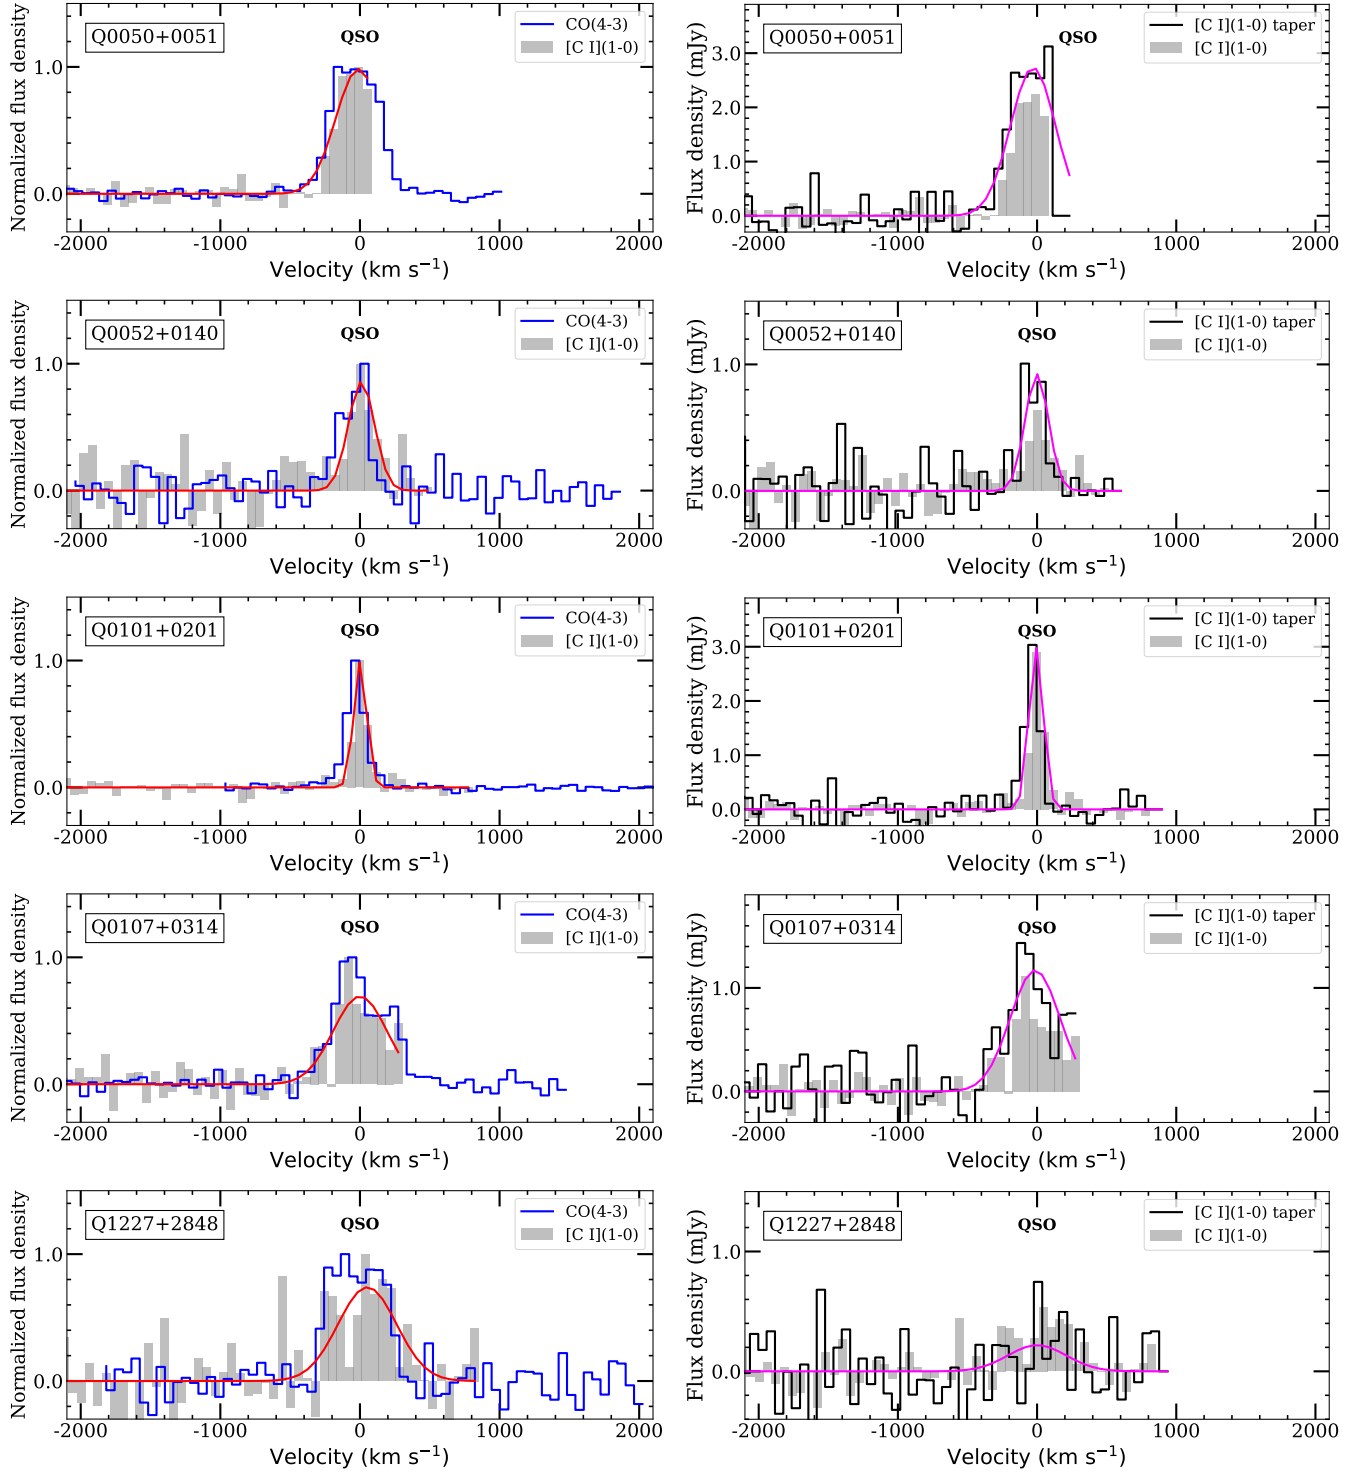 Q0050+0051
QSO
CO(4-3)
[C I](1-0)
Normalized flux density
1.0
0.0
-2000 -1000 0 1000 2000
Velocity (km s−1)
Q0050+0051
QSO
[C I](1-0) taper
[C I](1-0)
Flux density (mJy)
3.0
2.0
1.0
0.0
-2000 -1000 0 1000 2000
Velocity (km s−1)
Q0052+0140
QSO
CO(4-3)
[C I](1-0)
Normalized flux density
1.0
0.0
-2000 -1000 0 1000 2000
Velocity (km s−1)
Q0052+0140
QSO
[C I](1-0) taper
[C I](1-0)
Flux density (mJy)
1.0
0.0
-2000 -1000 0 1000 2000
Velocity (km s−1)
Q0101+0201
QSO
CO(4-3)
[C I](1-0)
Normalized flux density
1.0
0.0
-2000 -1000 0 1000 2000
Velocity (km s−1)
Q0101+0201
QSO
[C I](1-0) taper
[C I](1-0)
Flux density (mJy)
3.0
2.0
1.0
0.0
-2000 -1000 0 1000 2000
Velocity (km s−1)
Q0107+0314
QSO
CO(4-3)
[C I](1-0)
Normalized flux density
1.0
0.0
-2000 -1000 0 1000 2000
Velocity (km s−1)
Q0107+0314
QSO
[C I](1-0) taper
[C I](1-0)
Flux density (mJy)
1.0
0.0
-2000 -1000 0 1000 2000
Velocity (km s−1)
Q1227+2848
QSO
CO(4-3)
[C I](1-0)
Normalized flux density
1.0
0.0
-2000 -1000 0 1000 2000
Velocity (km s−1)
Q1227+2848
QSO
[C I](1-0) taper
[C I](1-0)
Flux density (mJy)
1.0
0.0
-2000 -1000 0 1000 2000
Velocity (km s−1)